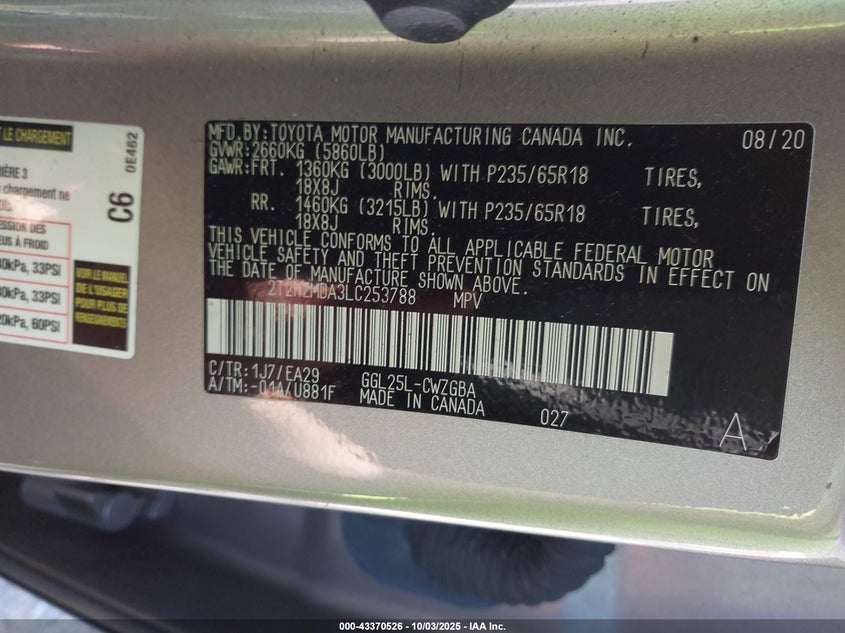 T LE CHARGEMENT
RIÈRE 3
chargement ne
0lb.
ESSION DES
EUS À FROID
30kPa, 33PSI
30kPa, 33PSI
20kPa, 60PSI
VOIR LE MANUEL
DE L'USAGER
POUR PLUS DE
RENSEIGNEMENTS
C6
0E462
MFD.BY:TOYOTA MOTOR MANUFACTURING CANADA INC. 08/20
GVWR:2660KG (5860LB)
GAWR:FRT. 1360KG (3000LB) WITH P235/65R18 TIRES,
18X8J RIMS.
RR. 1460KG (3215LB) WITH P235/65R18 TIRES,
18X8J RIMS.
THIS VEHICLE CONFORMS TO ALL APPLICABLE FEDERAL MOTOR
VEHICLE SAFETY AND THEFT PREVENTION STANDARDS IN EFFECT ON
THE DATE OF MANUFACTURE SHOWN ABOVE.
2T2HZMDA3LC253788 MPV
C/TR:1J7/EA29 GGL25L-CWZGBA
A/TM:-01A/U881F MADE IN CANADA 027
A
000-43370526 - 10/03/2025 - IAA Inc.